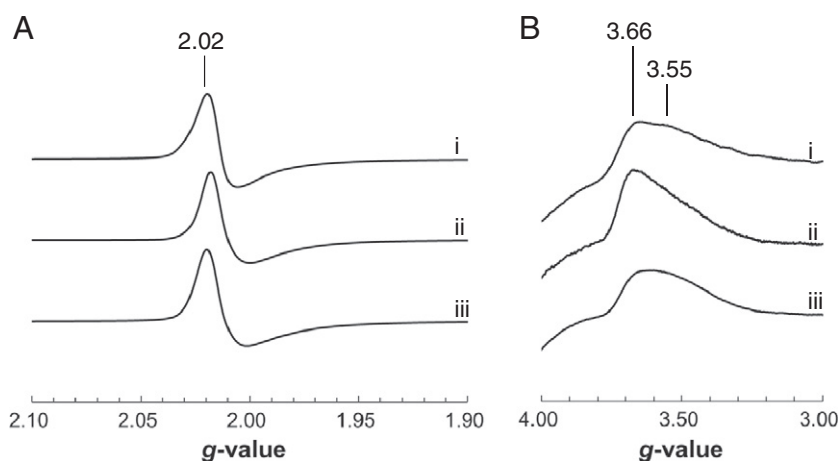 A
2.02
i
ii
iii
2.10 2.05 2.00 1.95 1.90
g-value
B
3.66
3.55
i
ii
iii
4.00 3.50 3.00
g-value